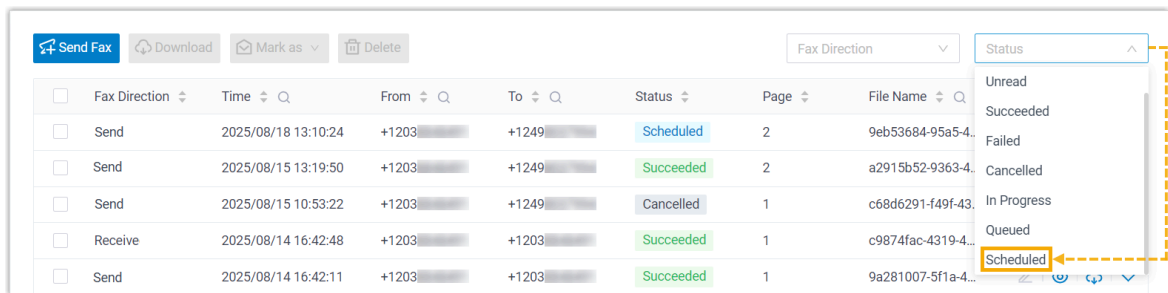 Send Fax Download Mark as Delete Fax Direction Status
Fax Direction Time From To Status Page File Name
Send 2025/08/18 13:10:24 +1203 +1249 Scheduled 2 9eb53684-95a5-4...
Send 2025/08/15 13:19:50 +1203 +1249 Succeeded 2 a2915b52-9363-4...
Send 2025/08/15 10:53:22 +1203 +1249 Cancelled 1 c68d6291-f49f-43...
Receive 2025/08/14 16:42:48 +1203 +1203 Succeeded 1 c9874fac-4319-4...
Send 2025/08/14 16:42:11 +1203 +1203 Succeeded 1 9a281007-5f1a-4...
Unread
Succeeded
Failed
Cancelled
In Progress
Queued
Scheduled